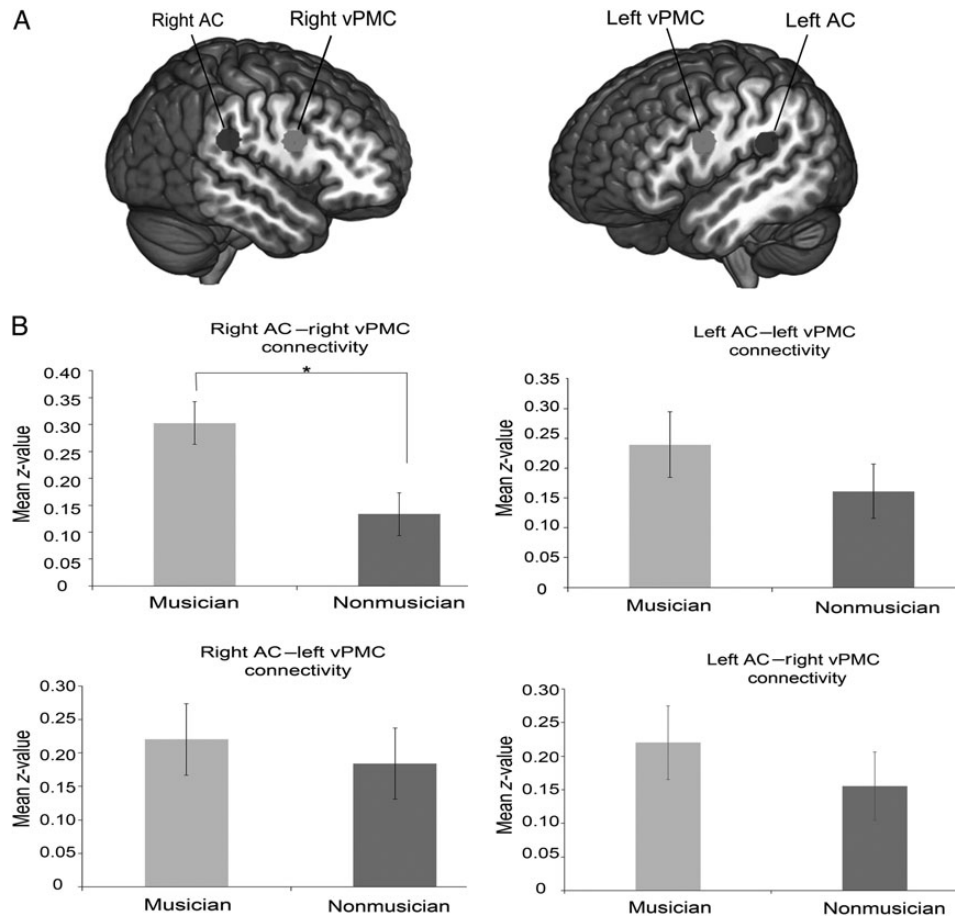 A
Right AC
Right vPMC
Left vPMC
Left AC
B
Right AC–right vPMC
connectivity
Mean z-value
0.40
0.35
0.30
0.25
0.20
0.15
0.10
0.05
0
*
Musician
Nonmusician
Left AC–left vPMC
connectivity
Mean z-value
0.35
0.30
0.25
0.20
0.15
0.10
0.05
0
Musician
Nonmusician
Right AC–left vPMC
connectivity
Mean z-value
0.30
0.25
0.20
0.15
0.10
0.05
0
Musician
Nonmusician
Left AC–right vPMC
connectivity
Mean z-value
0.30
0.25
0.20
0.15
0.10
0.05
0
Musician
Nonmusician